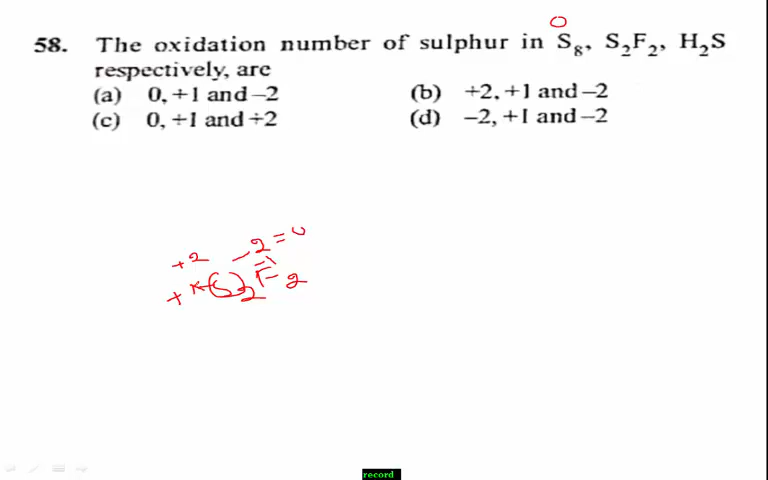 0
58. The oxidation number of sulphur in S8, S2F2, H2S
respectively, are
(a) 0, +1 and –2 (b) +2, +1 and –2
(c) 0, +1 and +2 (d) –2, +1 and –2
+2 –2 = 0
(S)2 F 2
record